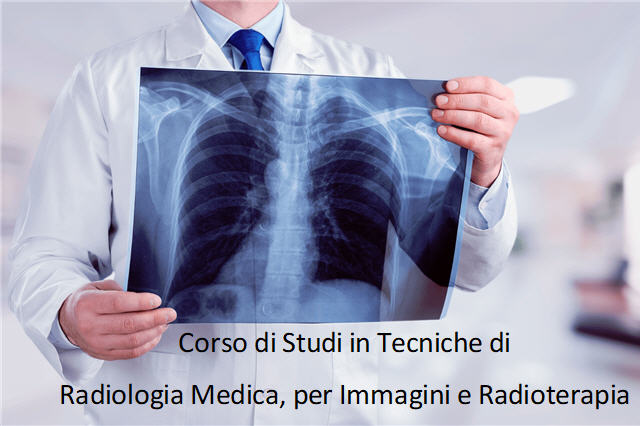 Corso di Studi in Tecniche di
Radiologia Medica, per Immagini e Radioterapia